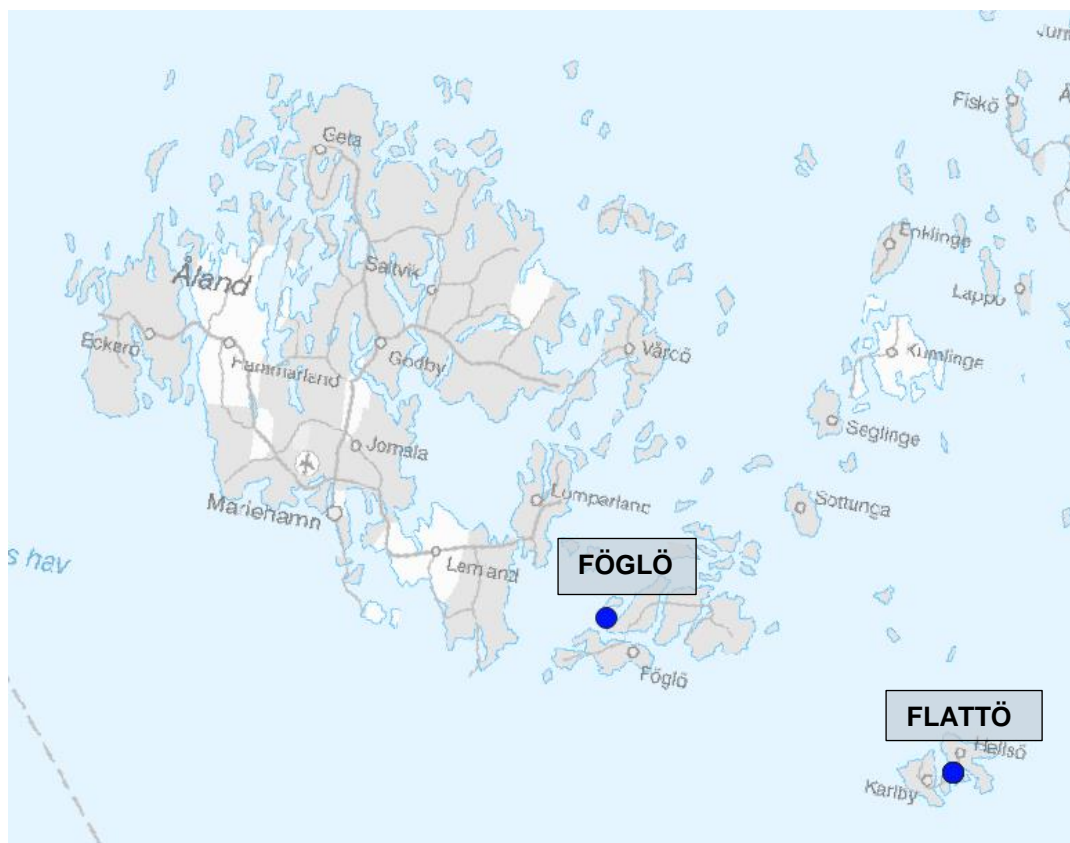 Jurm
Fiskö
Å
Geta
Enklinge
Åland
Saltvik
Lappo
Eckerö
Hammarland
Godby
Vårdö
Kumlinge
Jomala
Seglinge
Mariehamn
Lumparland
Sottunga
s hav
Lemland
FÖGLÖ
Föglö
FLATTÖ
Hellsö
Karlby